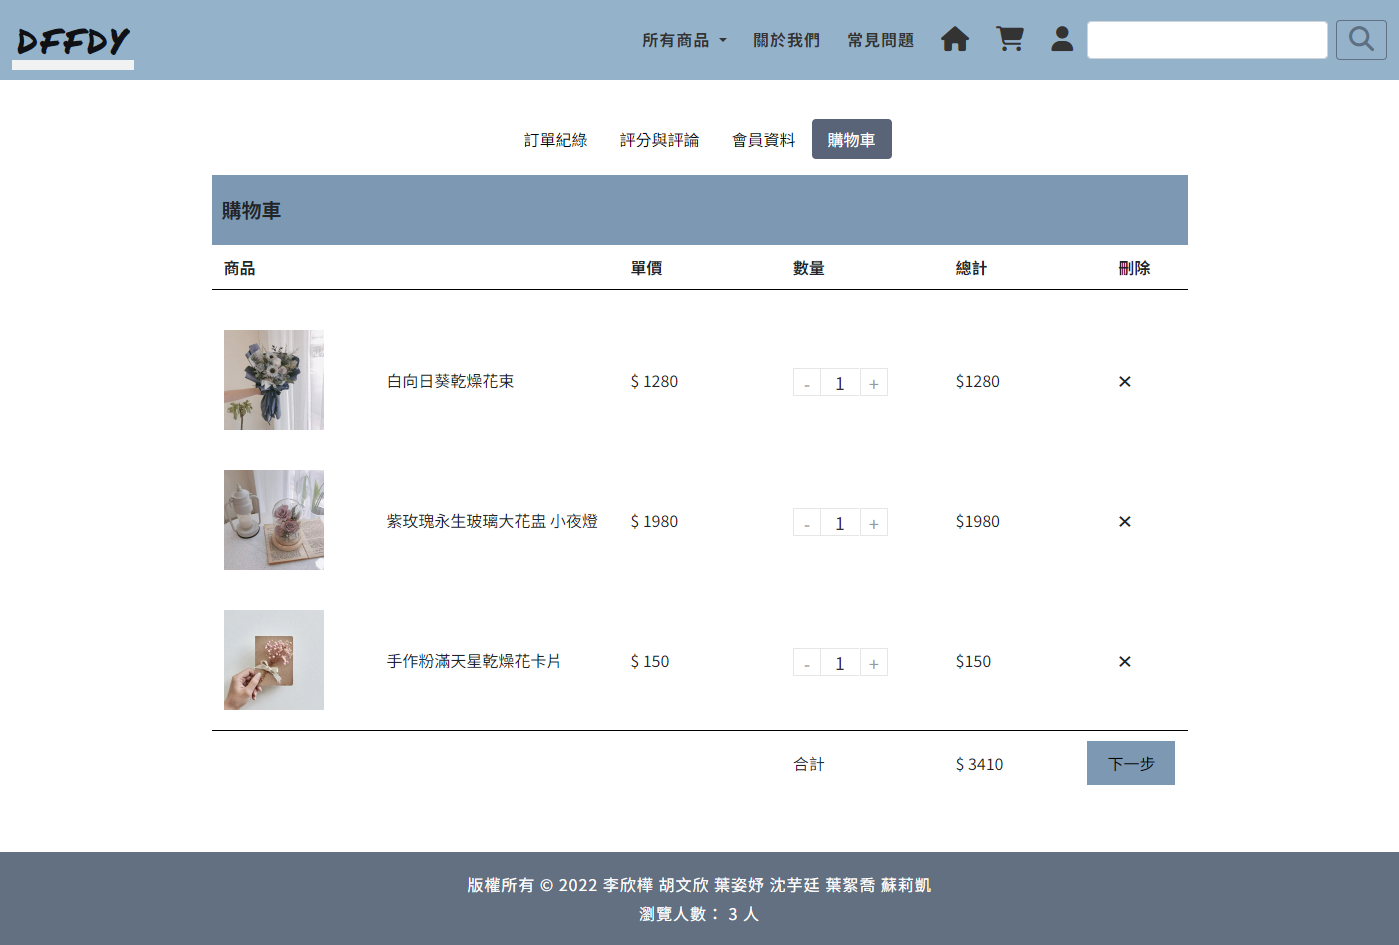 DFFDY
所有商品 關於我們 常見問題
訂單紀綠 評分與評論 會員資料 購物車
購物車
商品 單價 數量 總計 刪除
白向日葵乾燥花束 $ 1280 - 1 + $1280 ✕
紫玫瑰永生玻璃大花盅 小夜燈 $ 1980 - 1 + $1980 ✕
手作粉滿天星乾燥花卡片 $ 150 - 1 + $150 ✕
合計 $ 3410 下一步
版權所有 © 2022 李欣樺 胡文欣 葉姿妤 沈芋廷 葉絮喬 蘇莉凱
瀏覽人數： 3 人